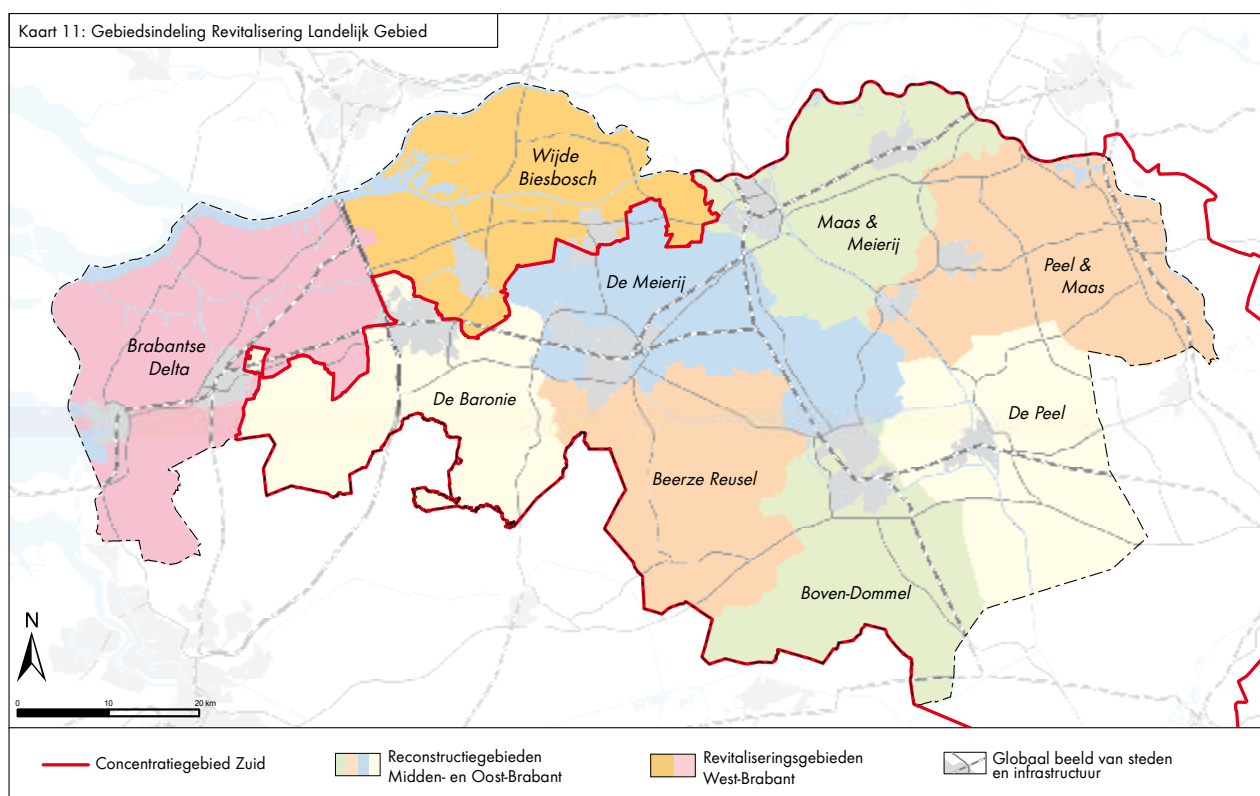 Kaart 11: Gebiedsindeling Revitalisering Landelijk Gebied
Wijde
Biesbosch
Maas &
Meierij
Peel &
Maas
De Meierij
Brabantse
Delta
De Baronie
De Peel
Beerze Reusel
Boven-Dommel
N
0
10
20 km
Concentratiegebied Zuid
Reconstructiegebieden
Midden- en Oost-Brabant
Revitaliseringsgebieden
West-Brabant
Globaal beeld van steden
en infrastructuur